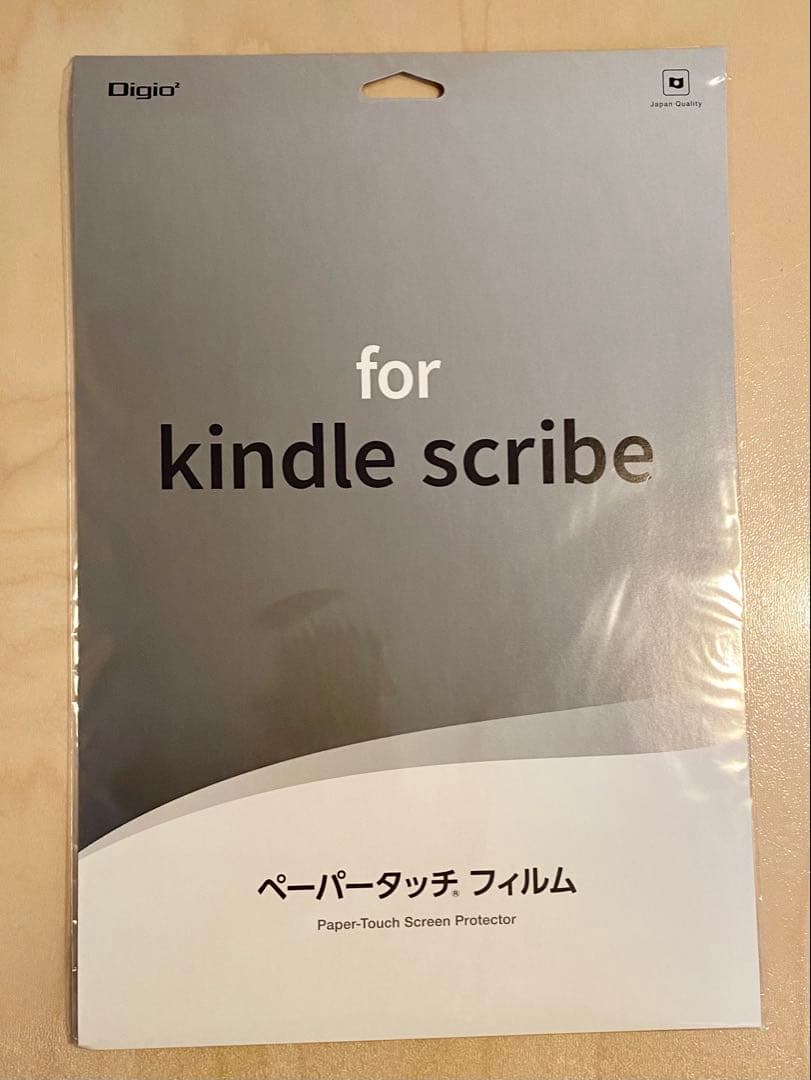 Digio²
Japan Quality
for
kindle scribe
ペーパータッチ® フィルム
Paper-Touch Screen Protector